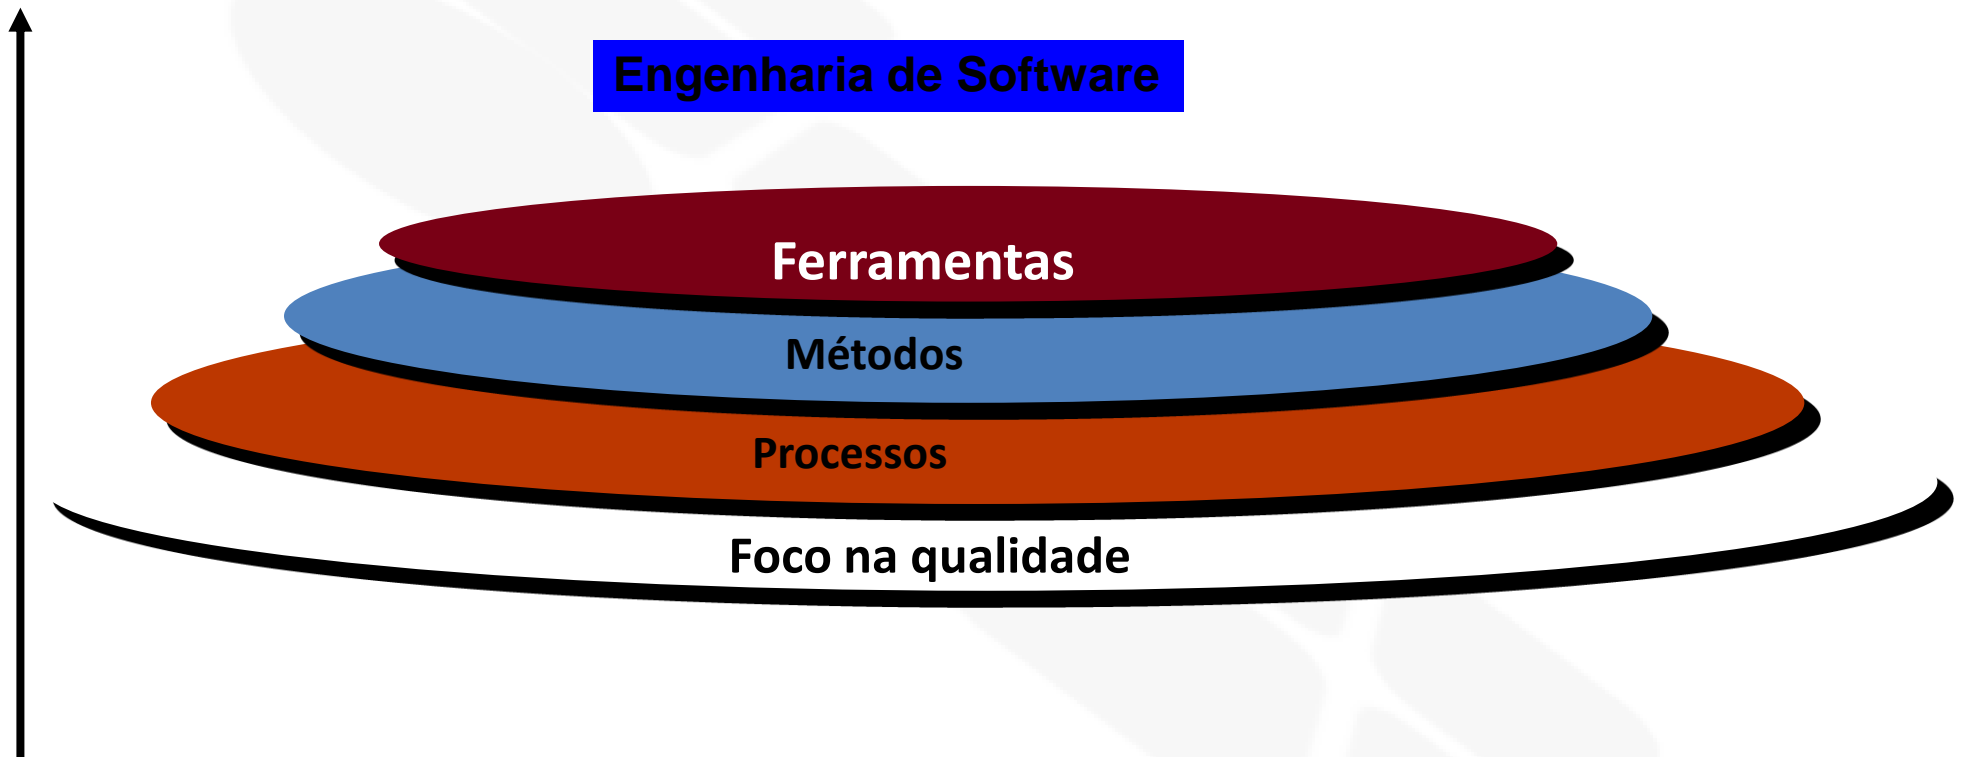 Engenharia de Software
Ferramentas
Métodos
Processos
Foco na qualidade